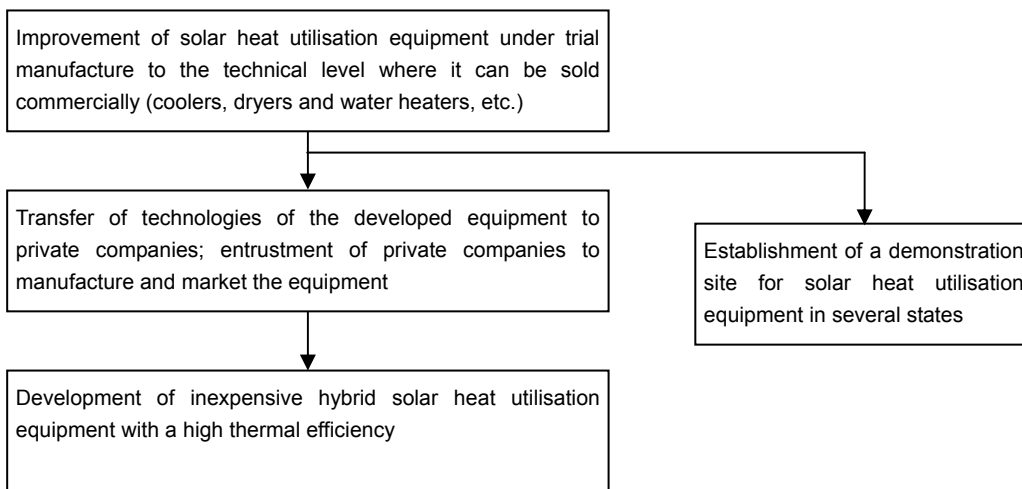 Improvement of solar heat utilisation equipment under trial
manufacture to the technical level where it can be sold
commercially (coolers, dryers and water heaters, etc.)
Transfer of technologies of the developed equipment to
private companies; entrustment of private companies to
manufacture and market the equipment
Establishment of a demonstration
site for solar heat utilisation
equipment in several states
Development of inexpensive hybrid solar heat utilisation
equipment with a high thermal efficiency